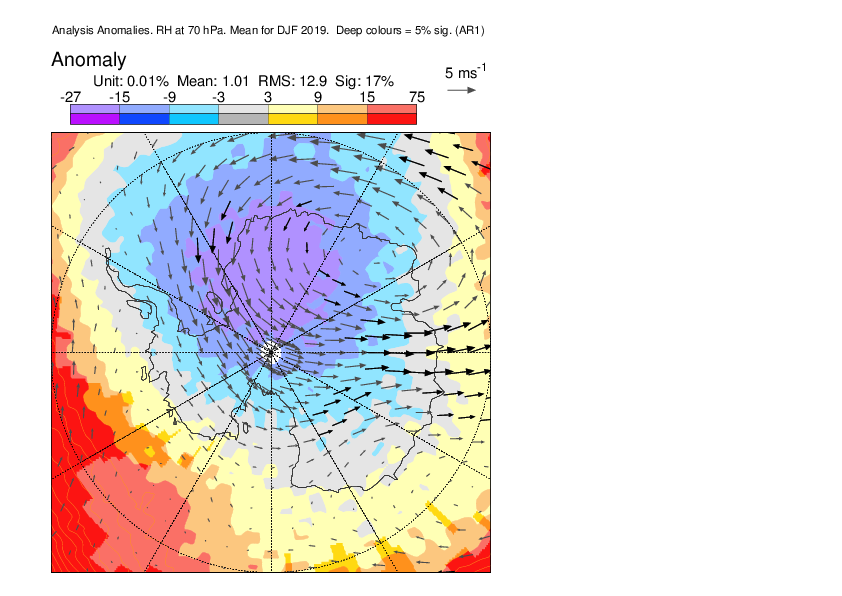 Analysis Anomalies. RH at 70 hPa. Mean for DJF 2019.  Deep colours = 5% sig. (AR1)
Anomaly
5 ms-1
Unit: 0.01%  Mean: 1.01  RMS: 12.9  Sig: 17%
-27 -15 -9 -3 3 9 15 75